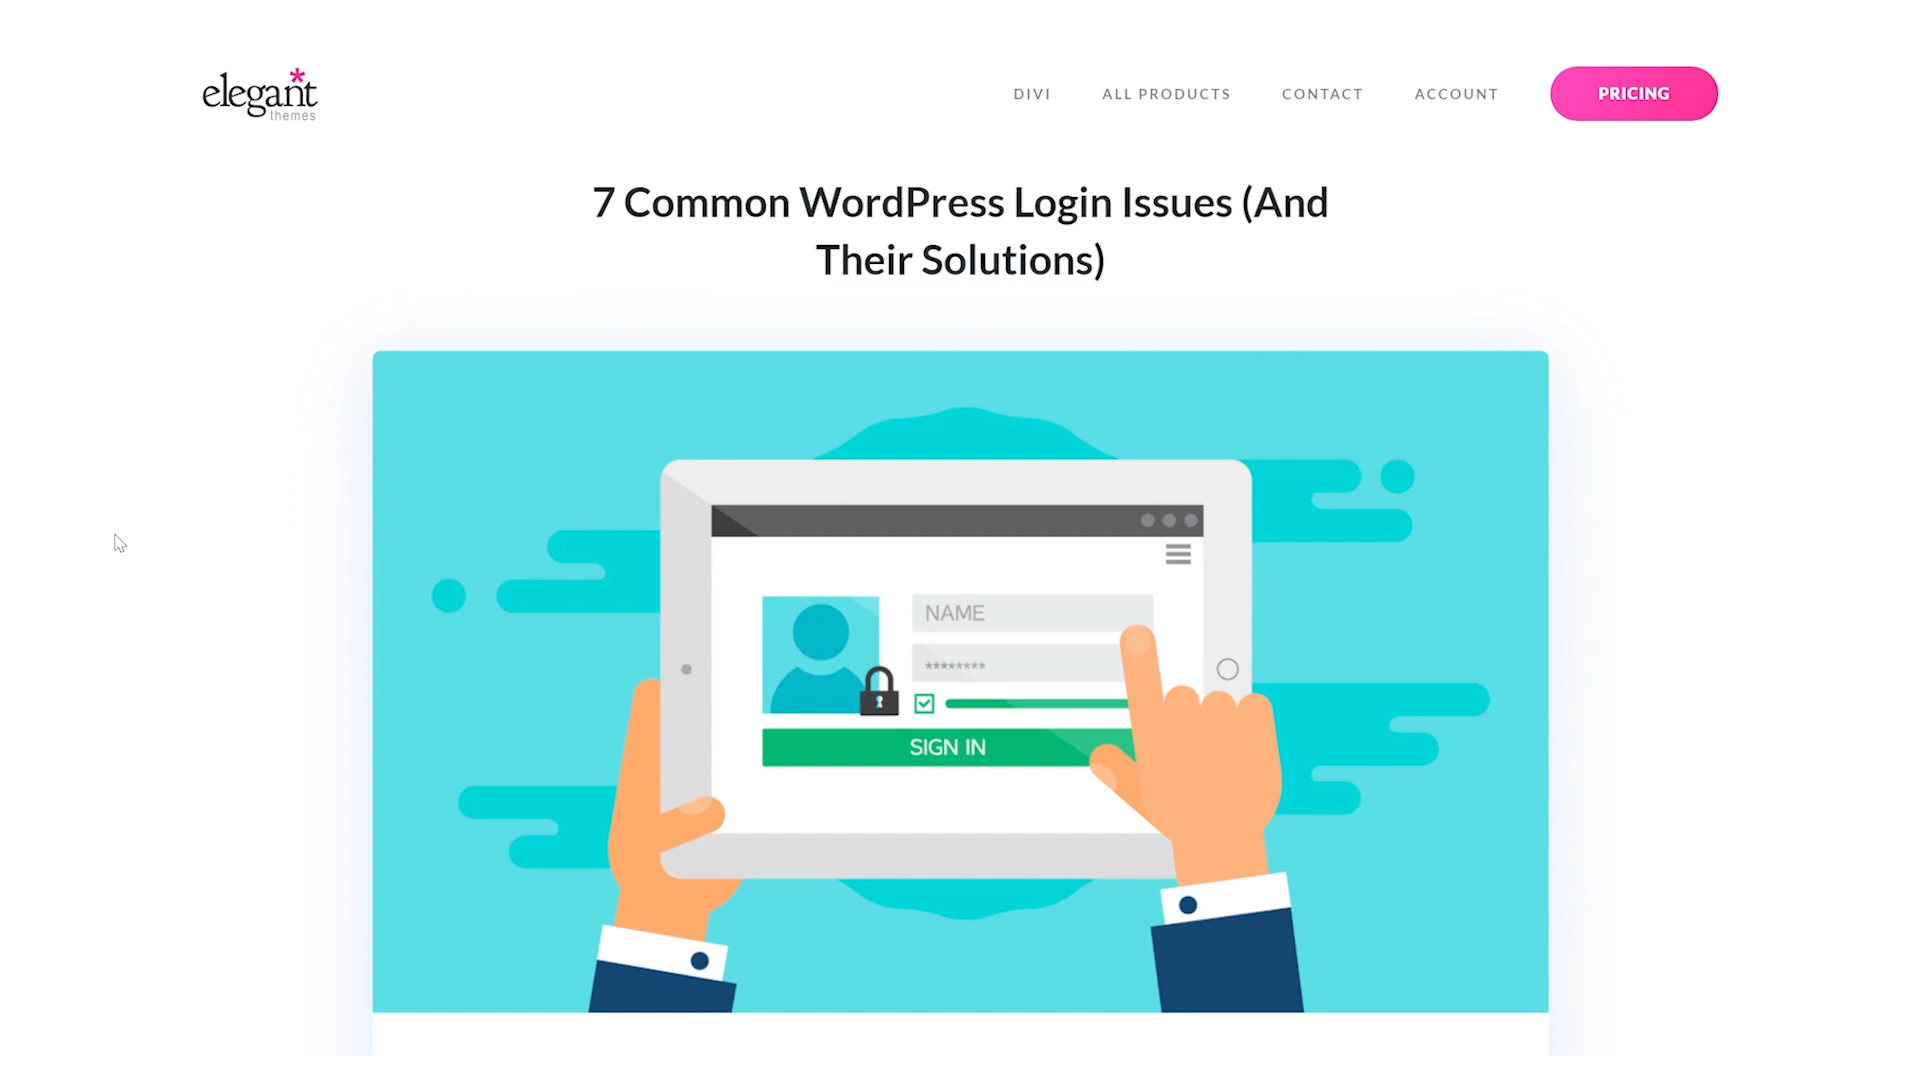 elegant*
themes
DIVI
ALL PRODUCTS
CONTACT
ACCOUNT
PRICING
7 Common WordPress Login Issues (And
Their Solutions)
NAME
********
SIGN IN